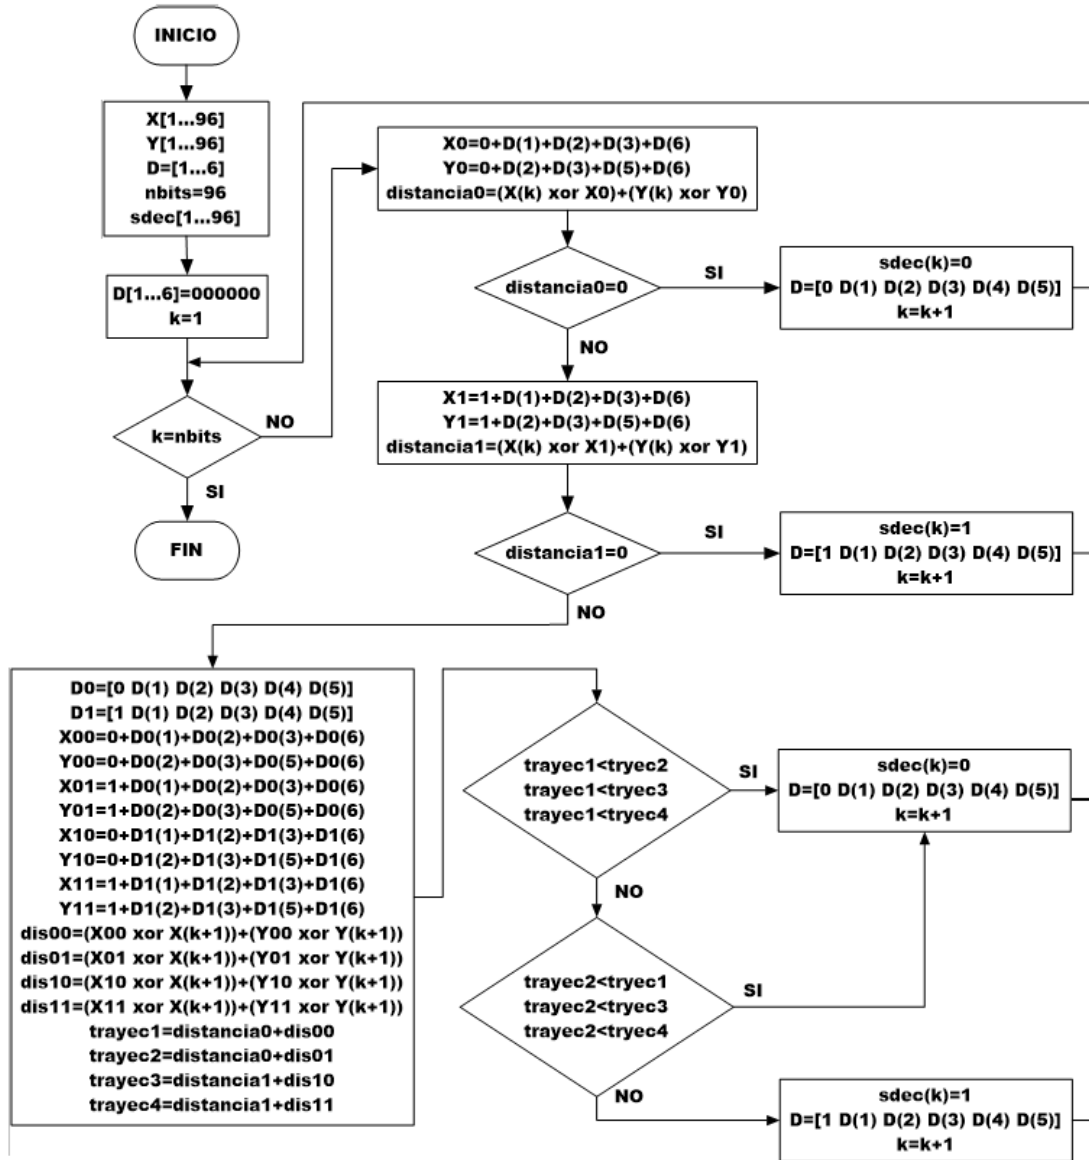 INICIO
X[1...96]
Y[1...96]
D=[1...6]
nbits=96
sdec[1...96]
D[1...6]=000000
k=1
k=nbits
NO
SI
FIN
X0=0+D(1)+D(2)+D(3)+D(6)
Y0=0+D(2)+D(3)+D(5)+D(6)
distancia0=(X(k) xor X0)+(Y(k) xor Y0)
distancia0=0
SI
sdec(k)=0
D=[0 D(1) D(2) D(3) D(4) D(5)]
k=k+1
NO
X1=1+D(1)+D(2)+D(3)+D(6)
Y1=1+D(2)+D(3)+D(5)+D(6)
distancia1=(X(k) xor X1)+(Y(k) xor Y1)
distancia1=0
SI
sdec(k)=1
D=[1 D(1) D(2) D(3) D(4) D(5)]
k=k+1
NO
D0=[0 D(1) D(2) D(3) D(4) D(5)]
D1=[1 D(1) D(2) D(3) D(4) D(5)]
X00=0+D0(1)+D0(2)+D0(3)+D0(6)
Y00=0+D0(2)+D0(3)+D0(5)+D0(6)
X01=1+D0(1)+D0(2)+D0(3)+D0(6)
Y01=1+D0(2)+D0(3)+D0(5)+D0(6)
X10=0+D1(1)+D1(2)+D1(3)+D1(6)
Y10=0+D1(2)+D1(3)+D1(5)+D1(6)
X11=1+D1(1)+D1(2)+D1(3)+D1(6)
Y11=1+D1(2)+D1(3)+D1(5)+D1(6)
dis00=(X00 xor X(k+1))+(Y00 xor Y(k+1))
dis01=(X01 xor X(k+1))+(Y01 xor Y(k+1))
dis10=(X10 xor X(k+1))+(Y10 xor Y(k+1))
dis11=(X11 xor X(k+1))+(Y11 xor Y(k+1))
trayec1=distancia0+dis00
trayec2=distancia0+dis01
trayec3=distancia1+dis10
trayec4=distancia1+dis11
trayec1<tryec2
trayec1<tryec3
trayec1<tryec4
SI
sdec(k)=0
D=[0 D(1) D(2) D(3) D(4) D(5)]
k=k+1
NO
trayec2<tryec1
trayec2<tryec3
trayec2<tryec4
SI
NO
sdec(k)=1
D=[1 D(1) D(2) D(3) D(4) D(5)]
k=k+1